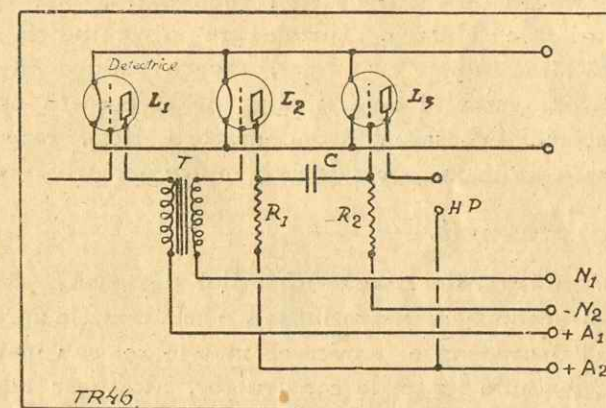 Detectrice
L1
L2
L3
T
C
R1
R2
HP
N1
-N2
+A1
+A2
TR46